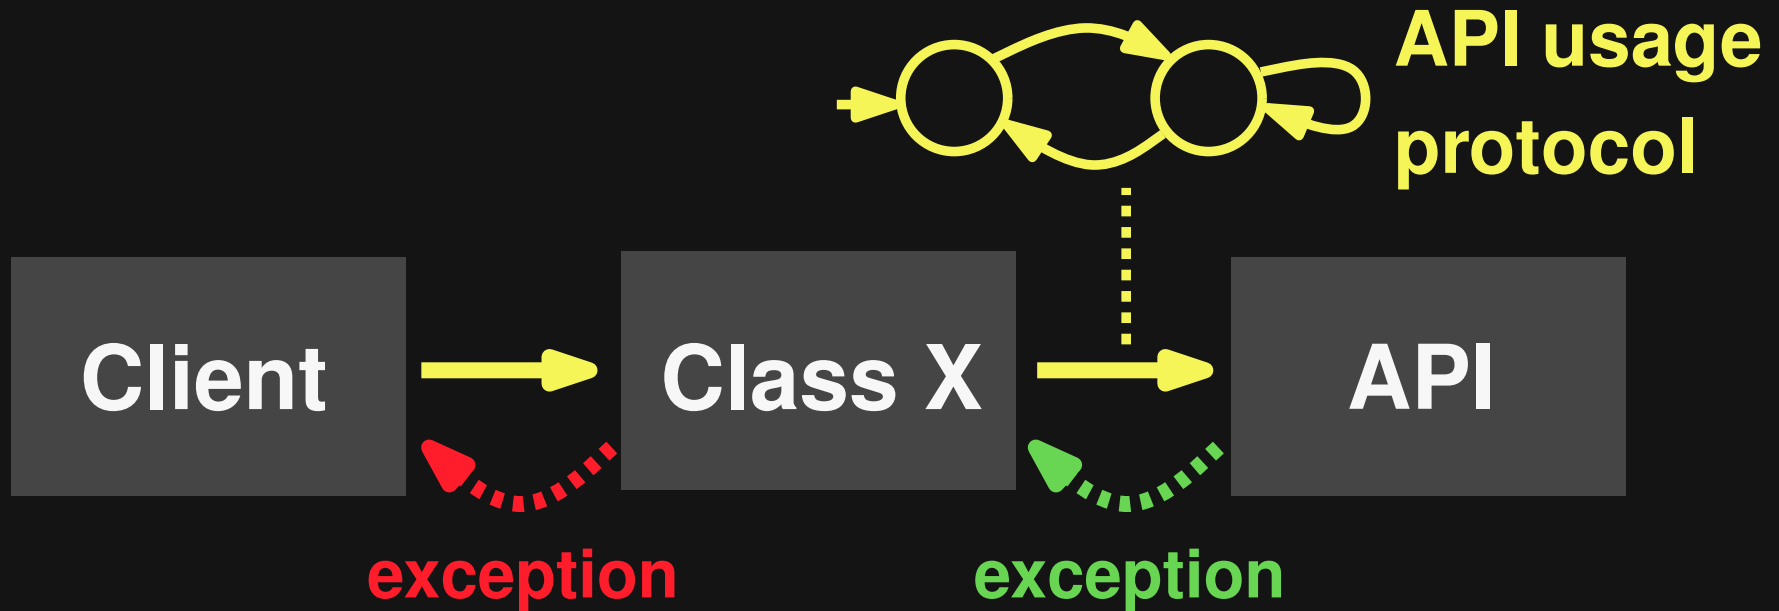 API usage
protocol
Client
Class X
API
exception
exception